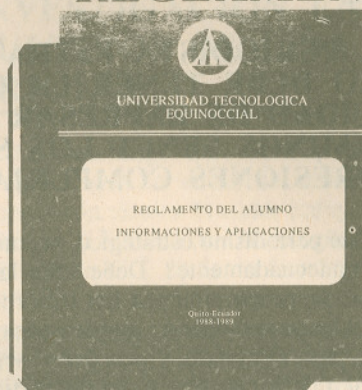 UNIVERSIDAD TECNOLOGICA
EQUINOCCIAL
REGLAMENTO DEL ALUMNO
INFORMACIONES Y APLICACIONES
Quito-Ecuador
1988-1989